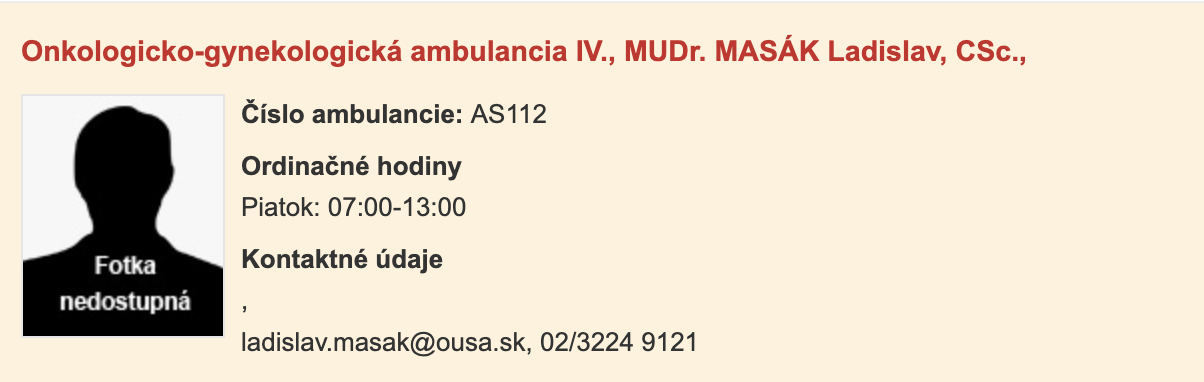 Onkologicko-gynekologická ambulancia IV., MUDr. MASÁK Ladislav, CSc.,
Fotka
nedostupná
Číslo ambulancie: AS112
Ordinačné hodiny
Piatok: 07:00-13:00
Kontaktné údaje
,
ladislav.masak@ousa.sk, 02/3224 9121